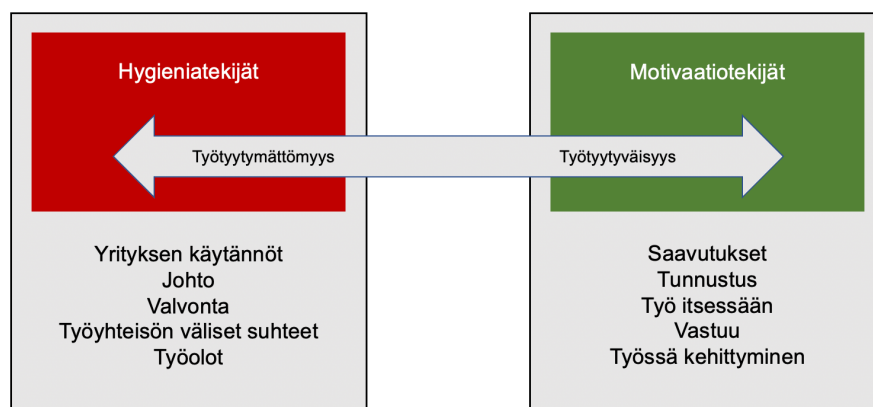 Hygieniatekijät
Työtyytymättömyys
Yrityksen käytännöt
Johto
Valvonta
Työyhteisön väliset suhteet
Työolot
Motivaatiotekijät
Työtyytyväisyys
Saavutukset
Tunnustus
Työ itsessään
Vastuu
Työssä kehittyminen